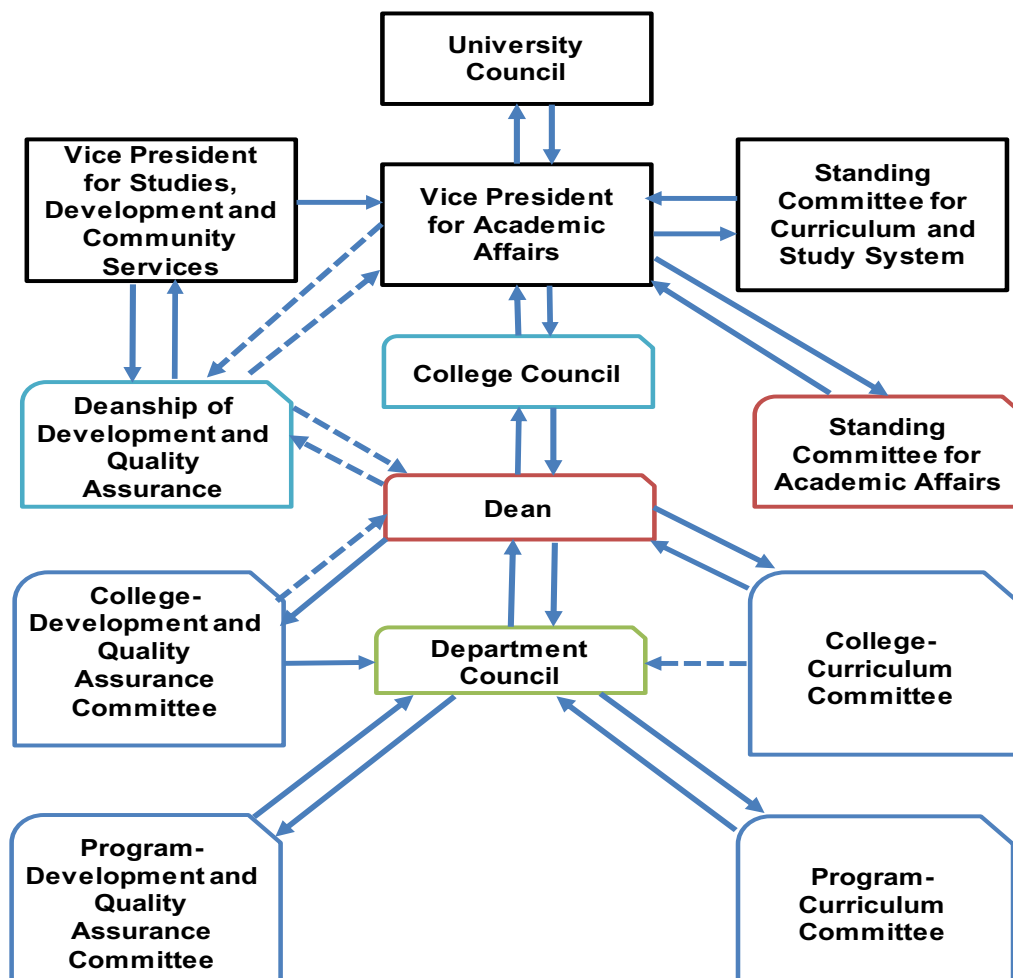 University
Council
Vice President
for Studies,
Development and
Community
Services
Vice President
for Academic
Affairs
Standing
Committee for
Curriculum and
Study System
College Council
Deanship of
Development and
Quality
Assurance
Standing
Committee for
Academic Affairs
Dean
College-
Development and
Quality
Assurance
Committee
Department
Council
College-
Curriculum
Committee
Program-
Development and
Quality
Assurance
Committee
Program-
Curriculum
Committee